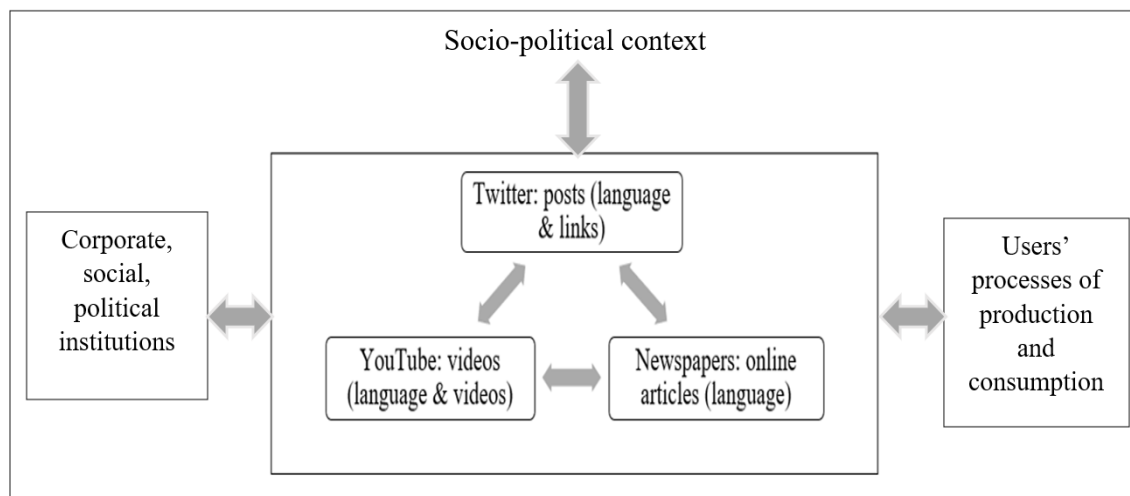 Socio-political context
Twitter: posts (language
& links)
Corporate,
social,
political
institutions
YouTube: videos
(language & videos)
Newspapers: online
articles (language)
Users’
processes of
production
and
consumption